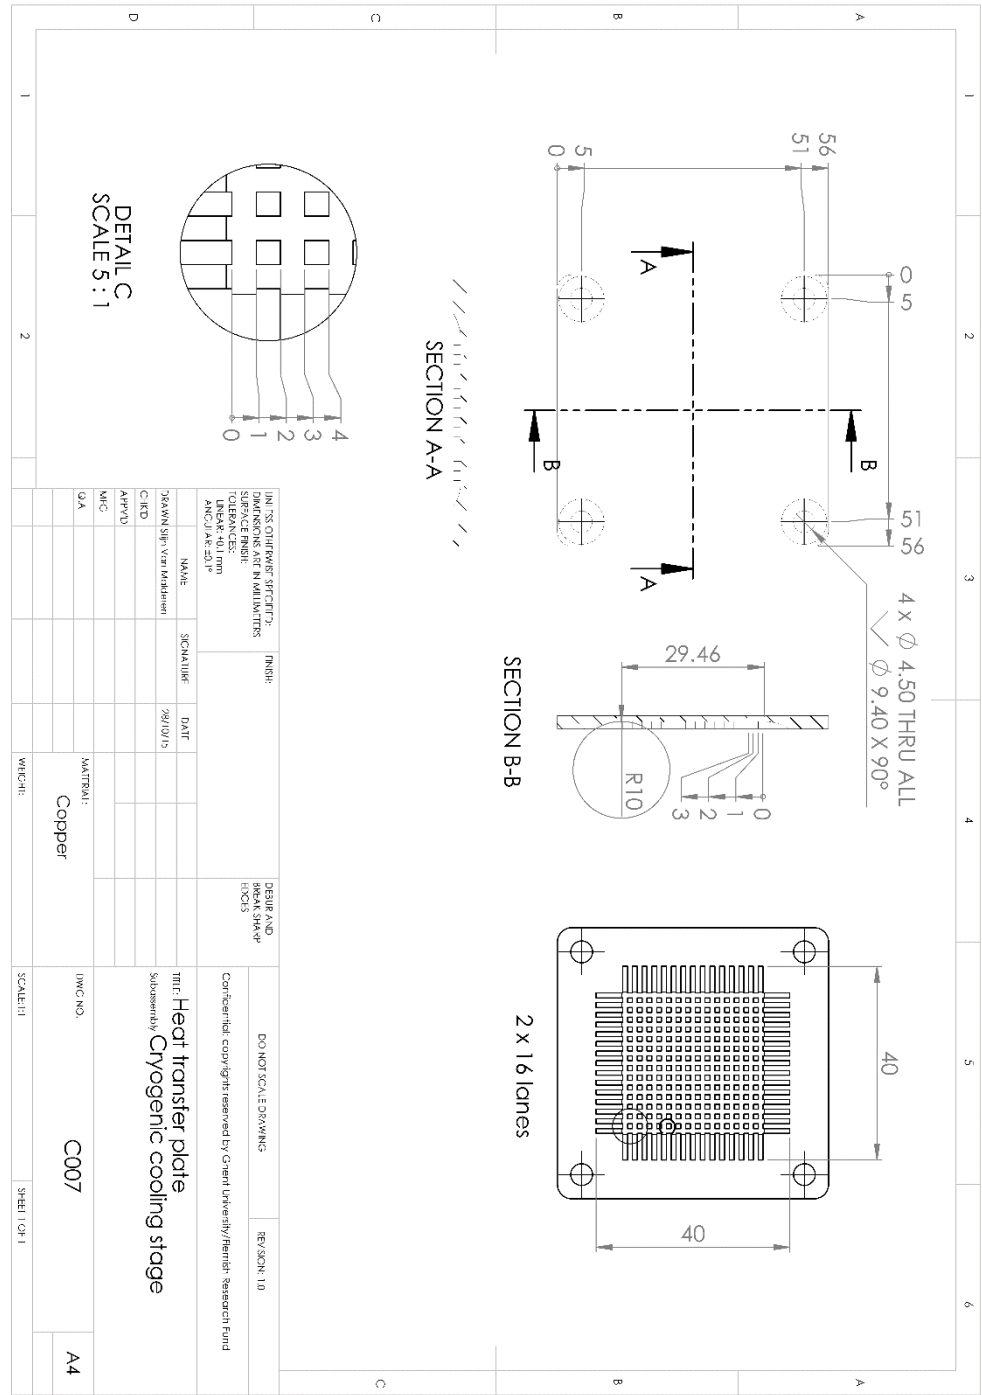 1
2
3
4
5
6
A
B
C
D
1
2
A
B
C
0
5
51
56
0
5
51
56
A
A
B
B
4 x Ø 4.50 THRU ALL
Ø 9.40 X 90°
SECTION A-A
SECTION B-B
29.46
R10
0
1
2
3
40
40
2 x 16 lanes
DETAIL C
SCALE 5 : 1
0
1
2
3
4
UNLESS OTHERWISE SPECIFIED:
DIMENSIONS ARE IN MILLIMETERS
SURFACE FINISH:
TOLERANCES:
LINEAR: ±0.1 mm
ANGULAR: ±0.1°
FINISH:
DEBUR AND
BREAK SHARP
EDGES
DO NOT SCALE DRAWING
REVISION: 1.0
Confidential: copyrights reserved by Ghent University/Flemish Research Fund
NAME
SIGNATURE
DATE
DRAWN
28/10/15
CHK'D
APPV'D
MFG
Q.A
TITLE: Heat transfer plate
Subassembly: Cryogenic cooling stage
MATERIAL:
Copper
DWG NO.
C007
A4
WEIGHT:
SCALE:1:1
SHEET 1 OF 1